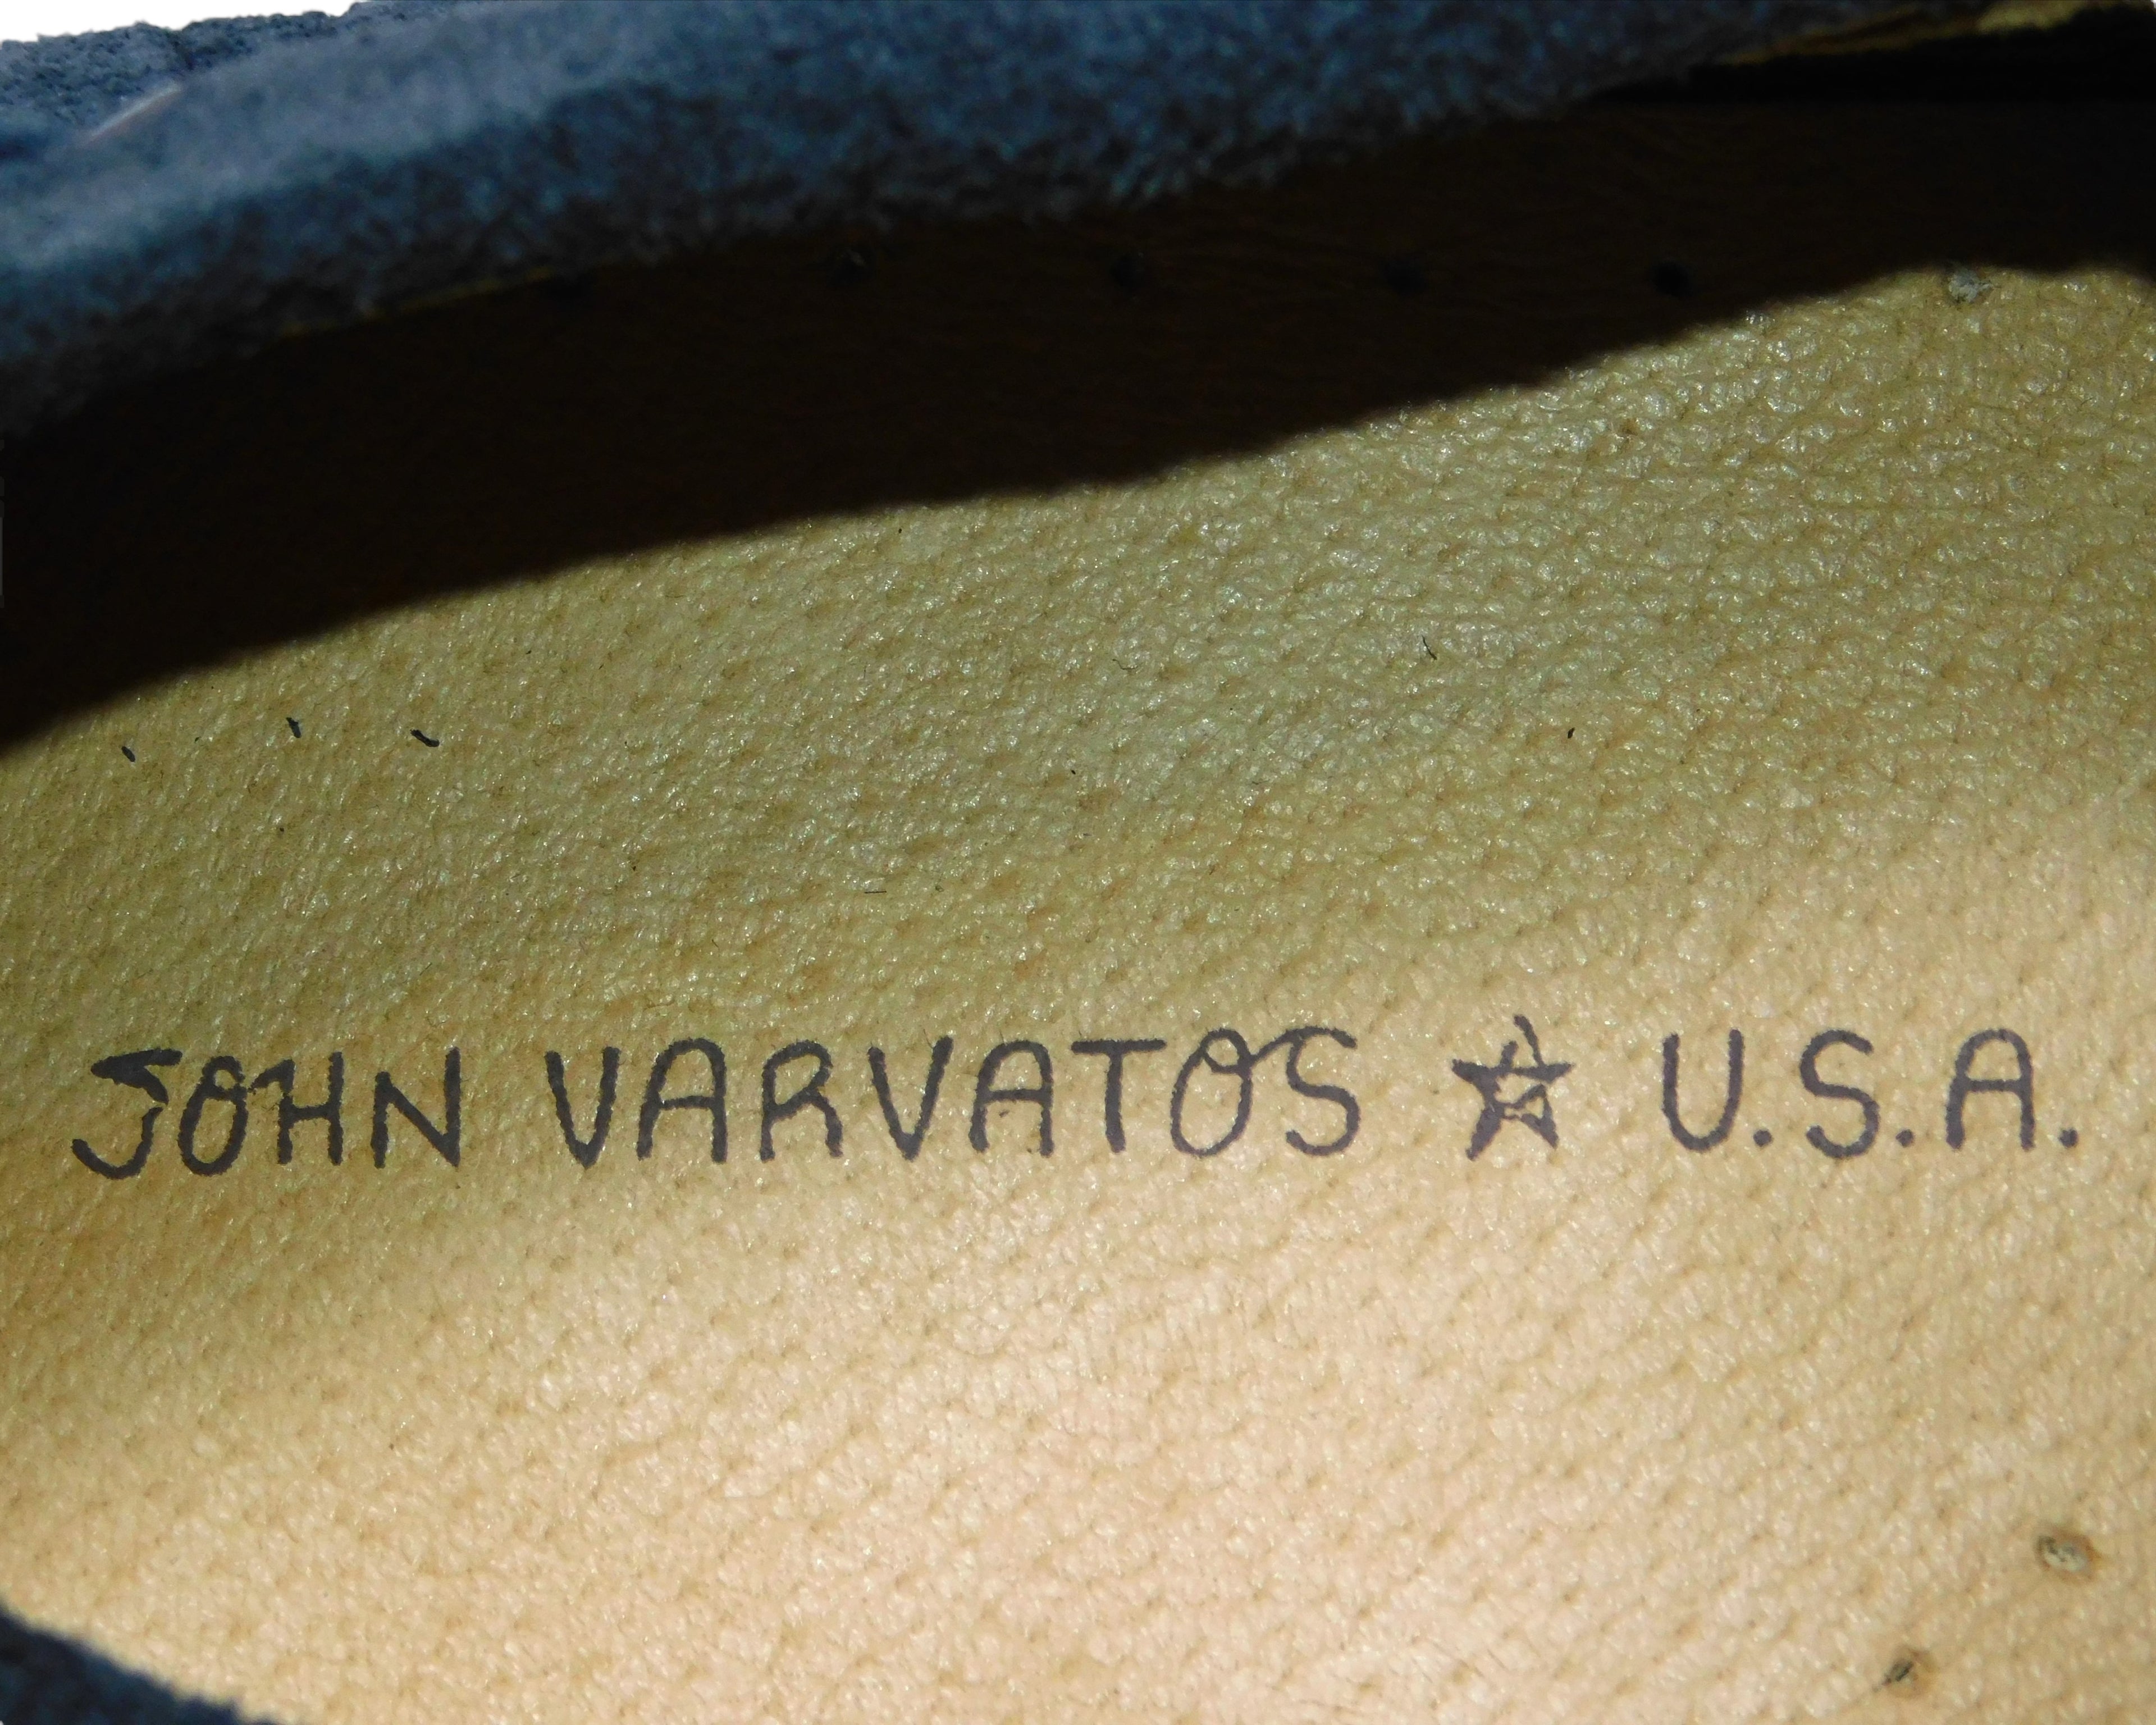 JOHN VARVATOS ☆ U.S.A.